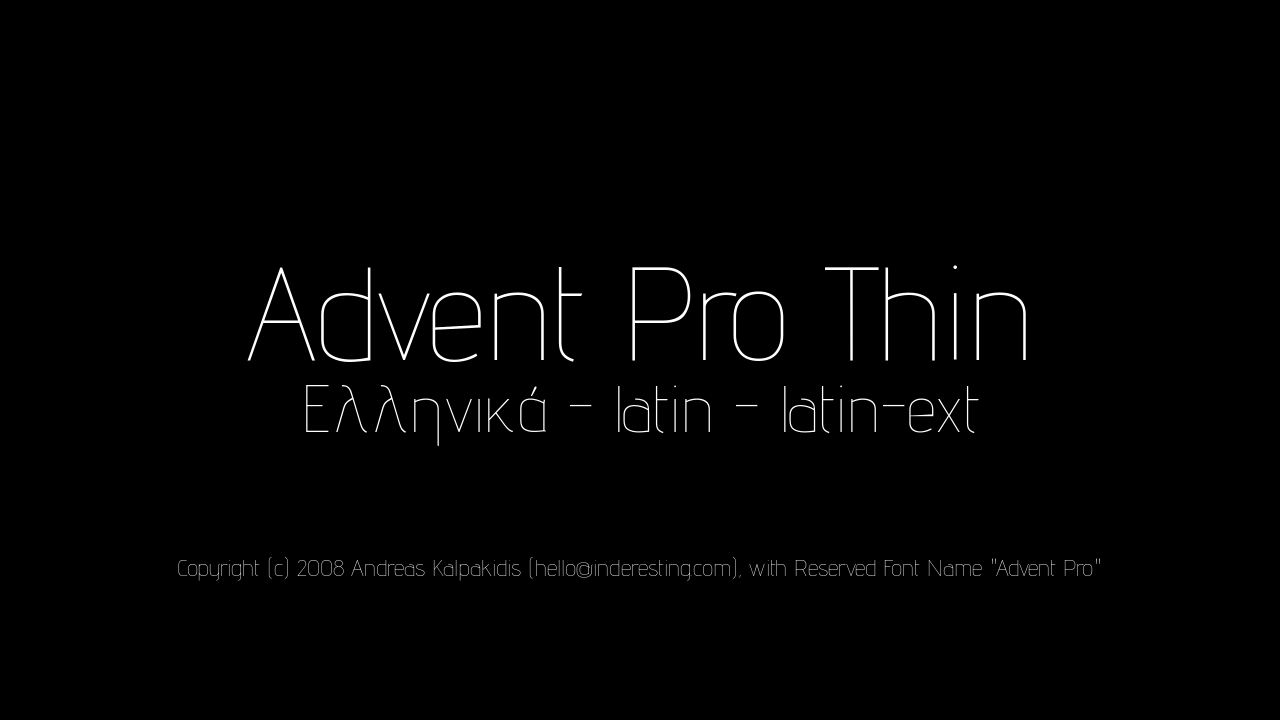 Advent Pro Thin
Ελληνικά - latin - latin-ext
Copyright (c) 2008 Andreas Kalpakidis (hello@inderesting.com), with Reserved Font Name "Advent Pro"